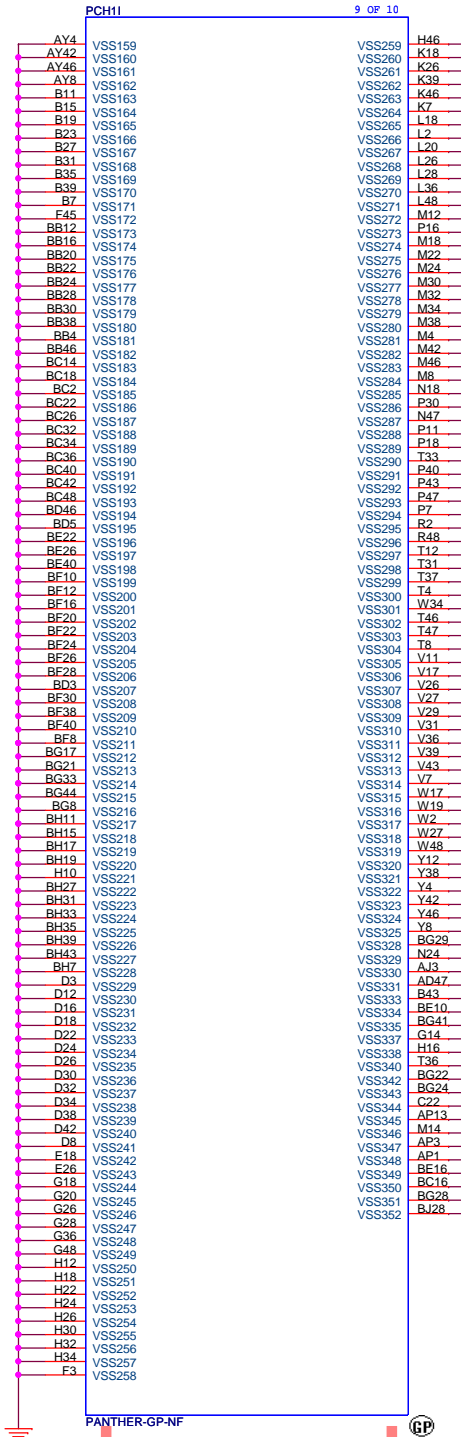 PCH1I 9 OF 10
AY4 VSS159 VSS259 H46
AY42 VSS160 VSS260 K18
AY46 VSS161 VSS261 K26
AY8 VSS162 VSS262 K39
B11 VSS163 VSS263 K46
B15 VSS164 VSS264 K7
B19 VSS165 VSS265 L18
B23 VSS166 VSS266 L2
B27 VSS167 VSS267 L20
B31 VSS168 VSS268 L26
B35 VSS169 VSS269 L28
B39 VSS170 VSS270 L36
B7 VSS171 VSS271 L48
F45 VSS172 VSS272 M12
BB12 VSS173 VSS273 P16
BB16 VSS174 VSS274 M18
BB20 VSS175 VSS275 M22
BB22 VSS176 VSS276 M24
BB24 VSS177 VSS277 M30
BB28 VSS178 VSS278 M32
BB30 VSS179 VSS279 M34
BB38 VSS180 VSS280 M38
BB4 VSS181 VSS281 M4
BB46 VSS182 VSS282 M42
BC14 VSS183 VSS283 M46
BC18 VSS184 VSS284 M8
BC2 VSS185 VSS285 N18
BC22 VSS186 VSS286 P30
BC26 VSS187 VSS287 N47
BC32 VSS188 VSS288 P11
BC34 VSS189 VSS289 P18
BC36 VSS190 VSS290 T33
BC40 VSS191 VSS291 P40
BC42 VSS192 VSS292 P43
BC48 VSS193 VSS293 P47
BD46 VSS194 VSS294 P7
BD5 VSS195 VSS295 R2
BE22 VSS196 VSS296 R48
BE26 VSS197 VSS297 T12
BE40 VSS198 VSS298 T31
BF10 VSS199 VSS299 T37
BF12 VSS200 VSS300 T4
BF16 VSS201 VSS301 W34
BF20 VSS202 VSS302 T46
BF22 VSS203 VSS303 T47
BF24 VSS204 VSS304 T8
BF26 VSS205 VSS305 V11
BF28 VSS206 VSS306 V17
BD3 VSS207 VSS307 V26
BF30 VSS208 VSS308 V27
BF38 VSS209 VSS309 V29
BF40 VSS210 VSS310 V31
BF8 VSS211 VSS311 V36
BG17 VSS212 VSS312 V39
BG21 VSS213 VSS313 V43
BG33 VSS214 VSS314 V7
BG44 VSS215 VSS315 W17
BG8 VSS216 VSS316 W19
BH11 VSS217 VSS317 W2
BH15 VSS218 VSS318 W27
BH17 VSS219 VSS319 W48
BH19 VSS220 VSS320 Y12
H10 VSS221 VSS321 Y38
BH27 VSS222 VSS322 Y4
BH31 VSS223 VSS323 Y42
BH33 VSS224 VSS324 Y46
BH35 VSS225 VSS325 Y8
BH39 VSS226 VSS328 BG29
BH43 VSS227 VSS329 N24
BH7 VSS228 VSS330 AJ3
D3 VSS229 VSS331 AD47
D12 VSS230 VSS333 B43
D16 VSS231 VSS334 BE10
D18 VSS232 VSS335 BG41
D22 VSS233 VSS337 G14
D24 VSS234 VSS338 H16
D26 VSS235 VSS340 T36
D30 VSS236 VSS342 BG22
D32 VSS237 VSS343 BG24
D34 VSS238 VSS344 C22
D38 VSS239 VSS345 AP13
D42 VSS240 VSS346 M14
D8 VSS241 VSS347 AP3
E18 VSS242 VSS348 AP1
E26 VSS243 VSS349 BE16
G18 VSS244 VSS350 BC16
G20 VSS245 VSS351 BG28
G26 VSS246 VSS352 BJ28
G28 VSS247
G36 VSS248
G48 VSS249
H12 VSS250
H18 VSS251
H22 VSS252
H24 VSS253
H26 VSS254
H30 VSS255
H32 VSS256
H34 VSS257
F3 VSS258
PANTHER-GP-NF GP